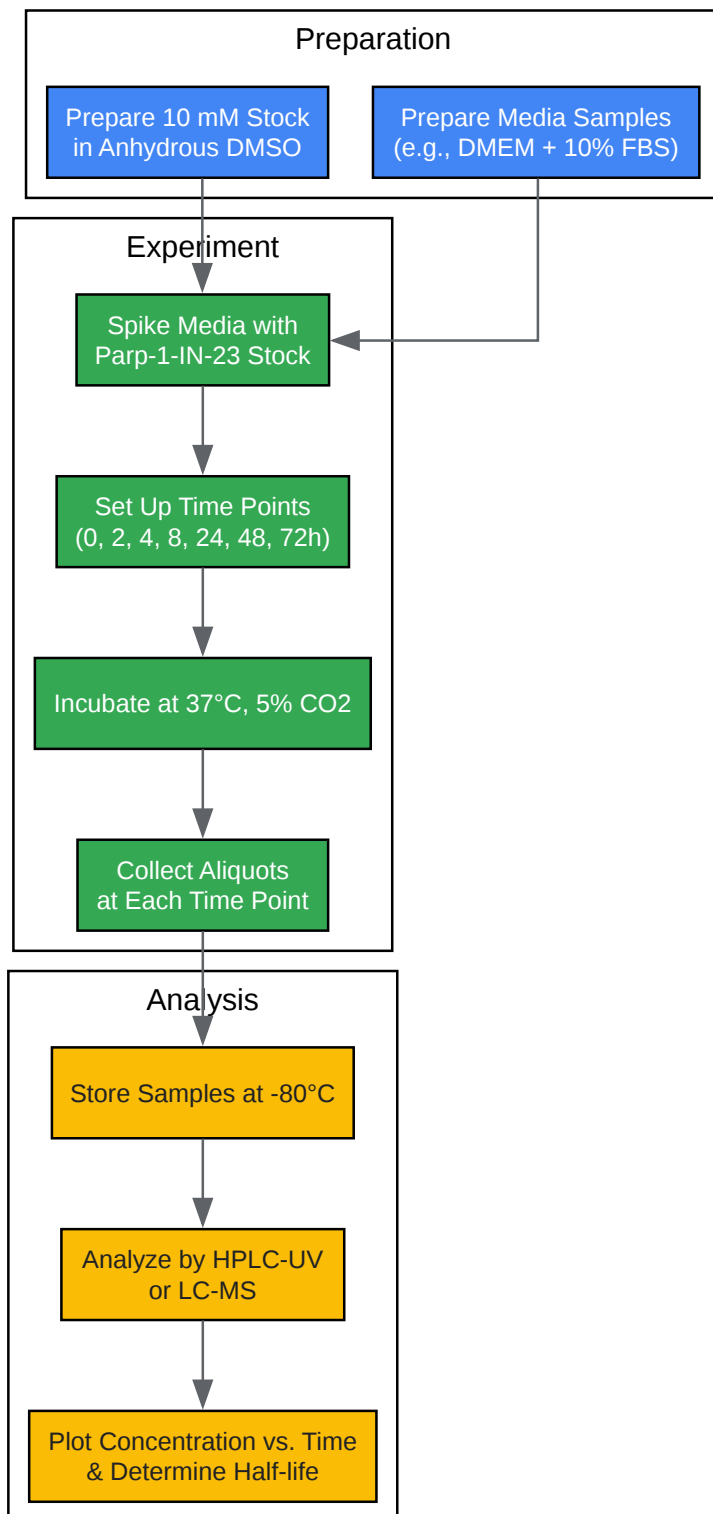 Preparation
Prepare 10 mM Stock
in Anhydrous DMSO
Prepare Media Samples
(e.g., DMEM + 10% FBS)
Experiment
Spike Media with
Parp-1-IN-23 Stock
Set Up Time Points
(0, 2, 4, 8, 24, 48, 72h)
Incubate at 37°C, 5% CO2
Collect Aliquots
at Each Time Point
Analysis
Store Samples at -80°C
Analyze by HPLC-UV
or LC-MS
Plot Concentration vs. Time
& Determine Half-life